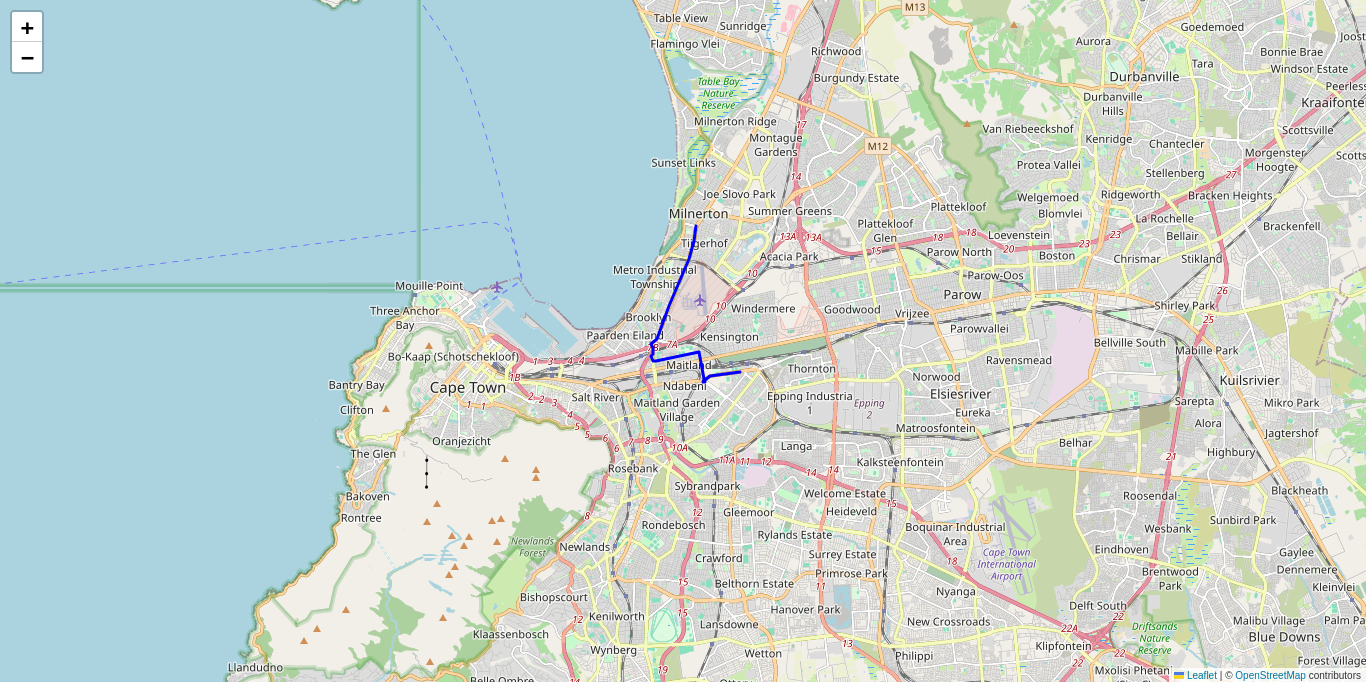 +
−
Table View
Sunridge
M13
Goedemoed
Flamingo Vlei
Richwood
Aurora
Bonnie Brae
Joost
Tara
Windsor Estate
Burgundy Estate
Durbanville
Peerless
Table Bay
Nature
Reserve
Durbanville
Hills
Kraaifonte
Milnerton Ridge
17
Van Riebeeckshof
Scottsville
Montague
Gardens
M12
Kenridge
Chantecler
Morgenster
Hoogte
Scotts
Sunset Links
Protea Vallei
Stellenberg
14
27
Joe Slovo Park
Welgemoed
Ridgeworth
Bracken Heights
Milnerton
Summer Greens
Plattekloof
Blomvlei
La Rochelle
Plattekloof
Glen
Brackenfell
Tijgerhof
13A
13A
Loevenstein
23
Bellair
18
20
Parow North
Boston
Chrismar
Stikland
Acacia Park
Metro Industrial
Township
10
Parow-Oos
Mouille Point
Parow
26
Three Anchor
Bay
Windermere
Goodwood
Vrijzee
Shirley Park
Brooklyn
10
25
Paarden Eiland
Kensington
Parowvallei
Bellville South
Mabille Park
7A
Bo-Kaap (Schotschekloof)
1
3
4
4
Maitland
Thornton
Ravensmead
Bantry Bay
Cape Town
1B
Ndabeni
Norwood
Kuilsrivier
Salt River
Epping Industria
1
Elsiesriver
Sarepta
Mikro Park
Clifton
1
1
2
2
3
4
Maitland Garden
Village
Epping
2
Eureka
Alora
Oranjezicht
5
5
6
7
8
9
10A
Matroosfontein
Belhar
Jagtershof
The Glen
Langa
Highbury
Rosebank
11A
11
12
14
14
Kalksteenfontein
Bakoven
Sybrandpark
Welcome Estate
15
Roosendal
Blackheath
Rontree
8
12
Gleemoor
Heideveld
Sunbird Park
Rondebosch
Boquinar Industrial
Area
Wesbank
Newlands
Forest
Newlands
Rylands Estate
Eindhoven
Gaylee
Crawford
Surrey Estate
18
Cape Town
International
Airport
Brentwood
Park
Dennemere
15
Belthorn Estate
Primrose Park
Kleinvlei
Bishopscourt
11
Nyanga
Delft South
12
Kenilworth
Hanover Park
22
Malibu Village
Palm Pa
Klaassenbosch
15
Lansdowne
New Crossroads
22A
Driftsands
Nature
Reserve
Blue Downs
Wynberg
Wetton
Klipfontein
Philippi
22
22
Forest Village
Llandudno
19
Mxolisi Phetani
Belle Ombre
Leaflet | © OpenStreetMap contributors